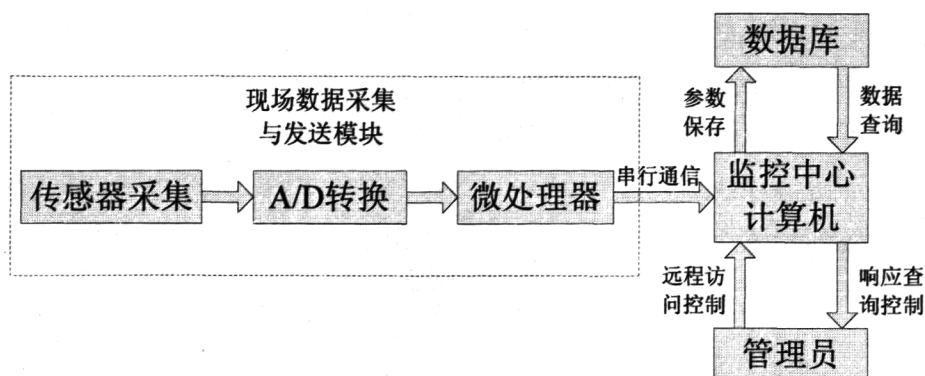 数据库
现场数据采集
与发送模块
参数
保存
数据
查询
传感器采集
A/D转换
微处理器
串行通信
监控中心
计算机
远程访
问控制
响应查
询控制
管理员